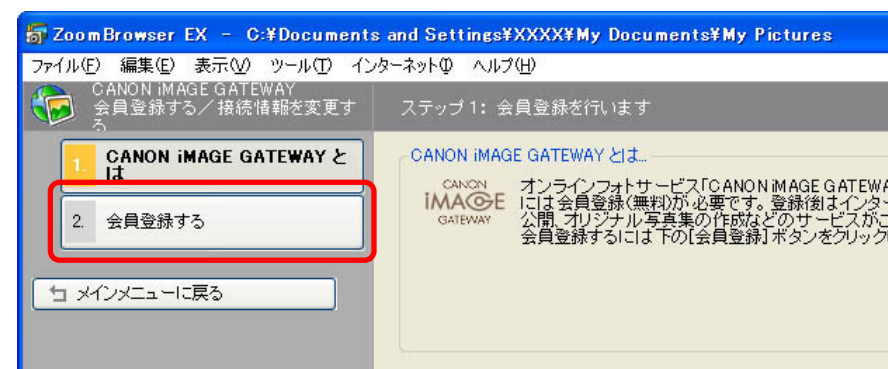 ZoomBrowser EX - C:¥Documents and Settings¥XXXX¥My Documents¥My Pictures
ファイル(F) 編集(E) 表示(V) ツール(T) インターネット(I) ヘルプ(H)
CANON iMAGE GATEWAY
会員登録する／接続情報を変更す
る
ステップ 1: 会員登録を行います
1. CANON iMAGE GATEWAY と
は
2. 会員登録する
メインメニューに戻る
CANON iMAGE GATEWAY とは...
CANON
iMAGE
GATEWAY
オンラインフォトサービス「CANON iMAGE GATEWA
には会員登録(無料)が必要です。登録後はインター
公開、オリジナル写真集の作成などのサービスがご
会員登録するには下の[会員登録]ボタンをクリック